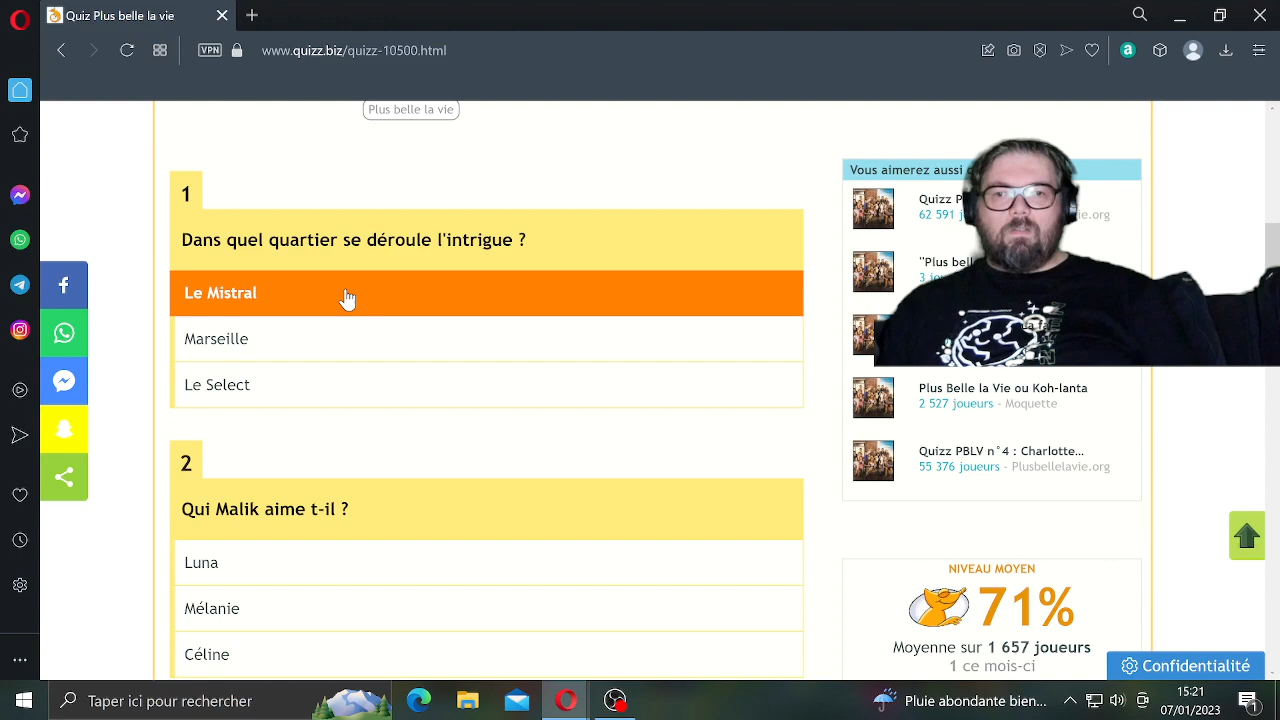 Quizz Plus belle la vie
VPN
www.quizz.biz/quizz-10500.html
Plus belle la vie
1
Dans quel quartier se déroule l'intrigue ?
Le Mistral
Marseille
Le Select
2
Qui Malik aime t-il ?
Luna
Mélanie
Céline
Vous aimerez aussi
Quizz
62 591
ie.org
"Plus
Plus Belle la Vie ou Koh-lanta
2 527 joueurs - Moquette
Quizz PBLV n°4 : Charlotte...
55 376 joueurs - Plusbellelavie.org
NIVEAU MOYEN
71%
Moyenne sur 1 657 joueurs
1 ce mois-ci
Confidentialité
Taper ici pour rechercher
Pluie abondan...
15:21
07/01/2023